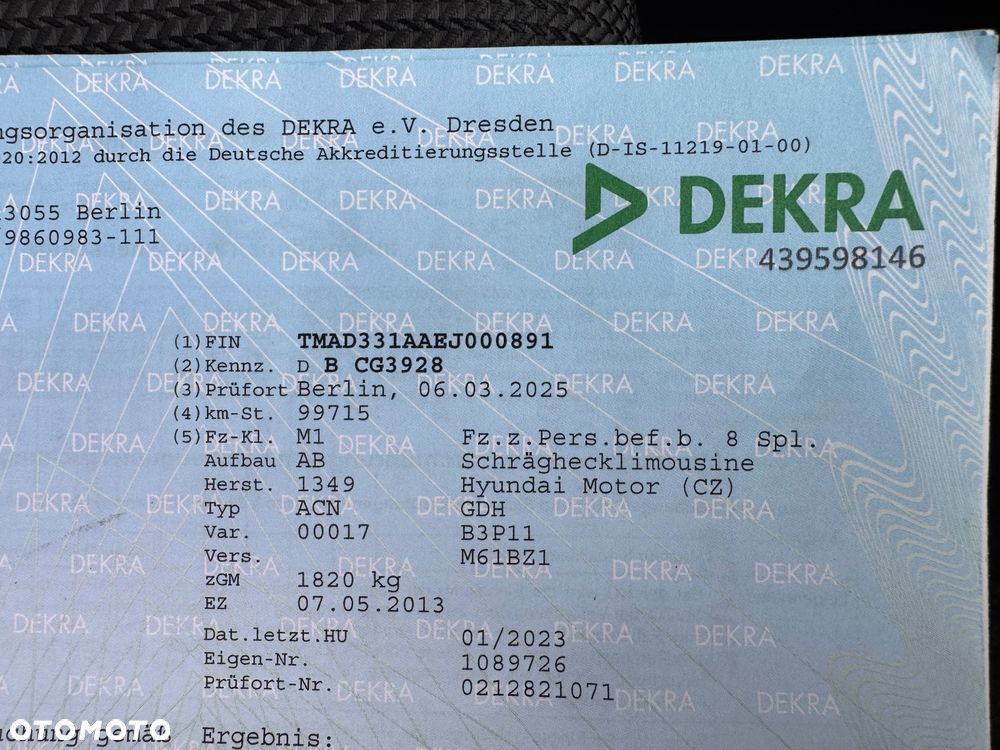 ngsorganisation des DEKRA e.V. Dresden
20:2012 durch die Deutsche Akkreditierungsstelle (D-IS-11219-01-00)
DEKRA
13055 Berlin
/9860983-111
439598146
(1) FIN TMAD331AAEJ000891
(2) Kennz. D B CG3928
(3) Prüfort Berlin, 06.03.2025
(4) km-St. 99715
(5) Fz-Kl. M1 Fz.z.Pers.bef.b. 8 Spl.
Aufbau AB Schräghecklimousine
Herst. 1349 Hyundai Motor (CZ)
Typ ACN GDH
Var. 00017 B3P11
Vers. M61BZ1
zGM 1820 kg
EZ 07.05.2013
Dat.letzt.HU 01/2023
Eigen-Nr. 1089726
Prüfort-Nr. 0212821071
uchung gemäß Ergebnis:
OTOMOTO